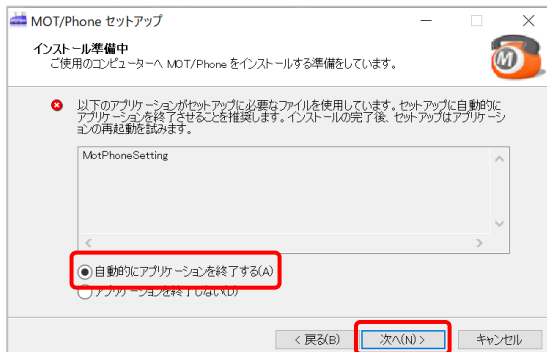 MOT/Phone セットアップ
インストール準備中
ご使用のコンピューターへ MOT/Phone をインストールする準備をしています。
M
以下のアプリケーションがセットアップに必要なファイルを使用しています。セットアップに自動的に
アプリケーションを終了させることを推奨します。インストールの完了後、セットアップはアプリケーシ
ョンの再起動を試みます。
MotPhoneSetting
自動的にアプリケーションを終了する(A)
アプリケーションを終了しない(D)
< 戻る(B)
次へ(N) >
キャンセル